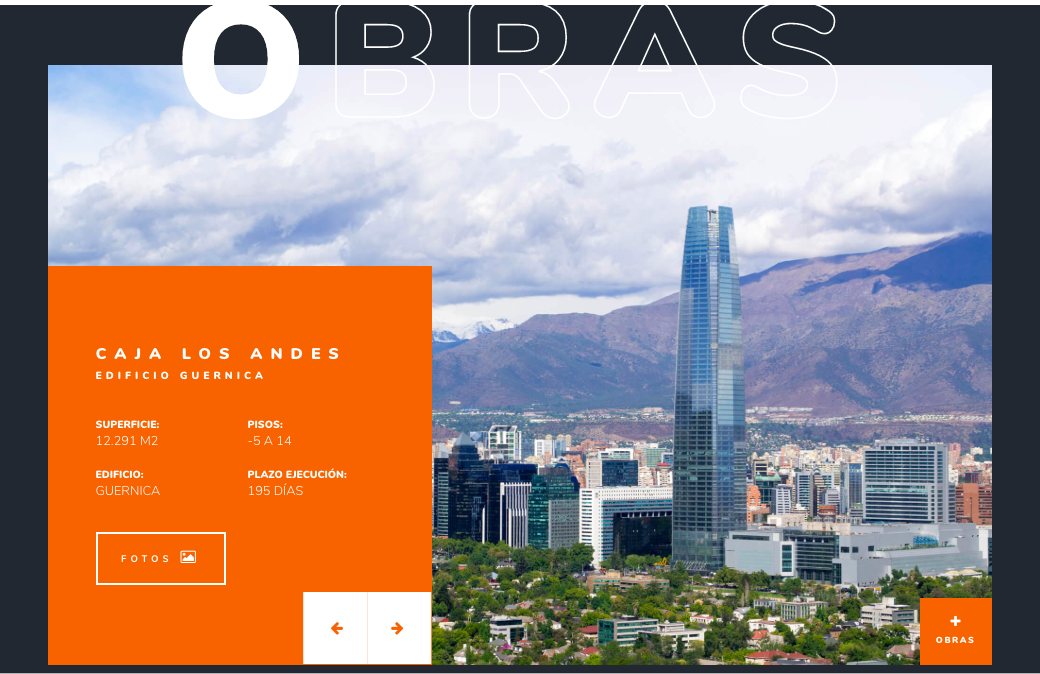 OBRAS
CAJA LOS ANDES
EDIFICIO GUERNICA
SUPERFICIE:
12.291 M2
PISOS:
-5 A 14
EDIFICIO:
GUERNICA
PLAZO EJECUCIÓN:
195 DÍAS
FOTOS
+
OBRAS